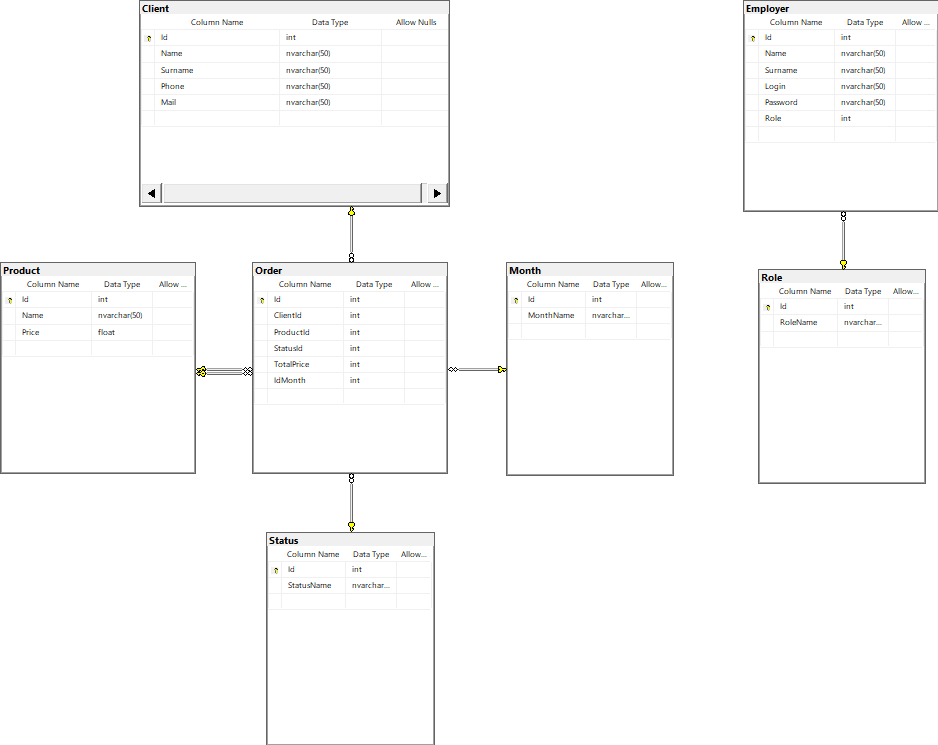 Client
Column Name Data Type Allow Nulls
Id int
Name nvarchar(50)
Surname nvarchar(50)
Phone nvarchar(50)
Mail nvarchar(50)
Employer
Column Name Data Type Allow ...
Id int
Name nvarchar(50)
Surname nvarchar(50)
Login nvarchar(50)
Password nvarchar(50)
Role int
Product
Column Name Data Type Allow ...
Id int
Name nvarchar(50)
Price float
Order
Column Name Data Type Allow ...
Id int
ClientId int
ProductId int
StatusId int
TotalPrice int
IdMonth int
Month
Column Name Data Type Allow...
Id int
MonthName nvarchar...
Role
Column Name Data Type Allow...
Id int
RoleName nvarchar...
Status
Column Name Data Type Allow...
Id int
StatusName nvarchar...